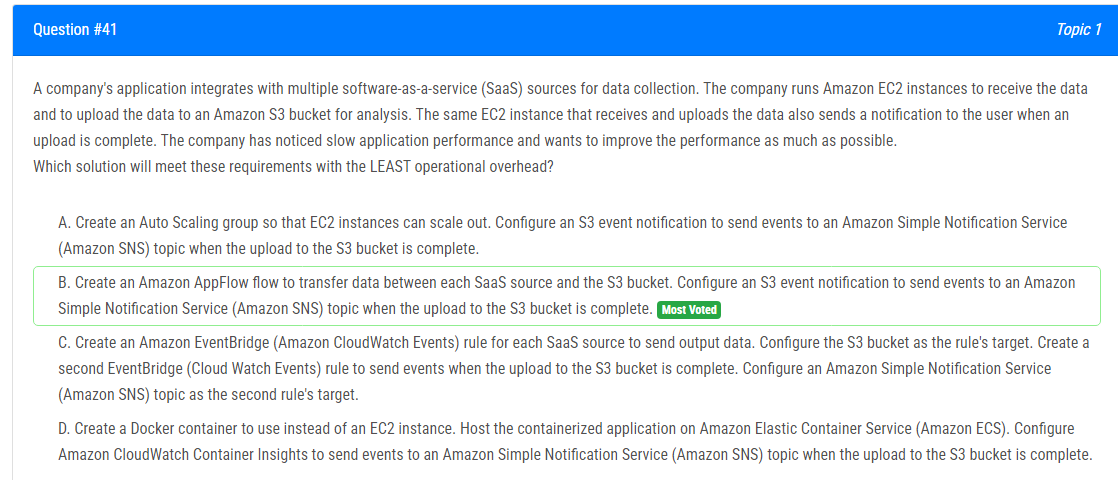 Question #41
Topic 1
A company's application integrates with multiple software-as-a-service (SaaS) sources for data collection. The company runs Amazon EC2 instances to receive the data
and to upload the data to an Amazon S3 bucket for analysis. The same EC2 instance that receives and uploads the data also sends a notification to the user when an
upload is complete. The company has noticed slow application performance and wants to improve the performance as much as possible.
Which solution will meet these requirements with the LEAST operational overhead?
A. Create an Auto Scaling group so that EC2 instances can scale out. Configure an S3 event notification to send events to an Amazon Simple Notification Service
(Amazon SNS) topic when the upload to the S3 bucket is complete.
B. Create an Amazon AppFlow flow to transfer data between each SaaS source and the S3 bucket. Configure an S3 event notification to send events to an Amazon
Simple Notification Service (Amazon SNS) topic when the upload to the S3 bucket is complete. Most Voted
C. Create an Amazon EventBridge (Amazon CloudWatch Events) rule for each SaaS source to send output data. Configure the S3 bucket as the rule's target. Create a
second EventBridge (Cloud Watch Events) rule to send events when the upload to the S3 bucket is complete. Configure an Amazon Simple Notification Service
(Amazon SNS) topic as the second rule's target.
D. Create a Docker container to use instead of an EC2 instance. Host the containerized application on Amazon Elastic Container Service (Amazon ECS). Configure
Amazon CloudWatch Container Insights to send events to an Amazon Simple Notification Service (Amazon SNS) topic when the upload to the S3 bucket is complete.